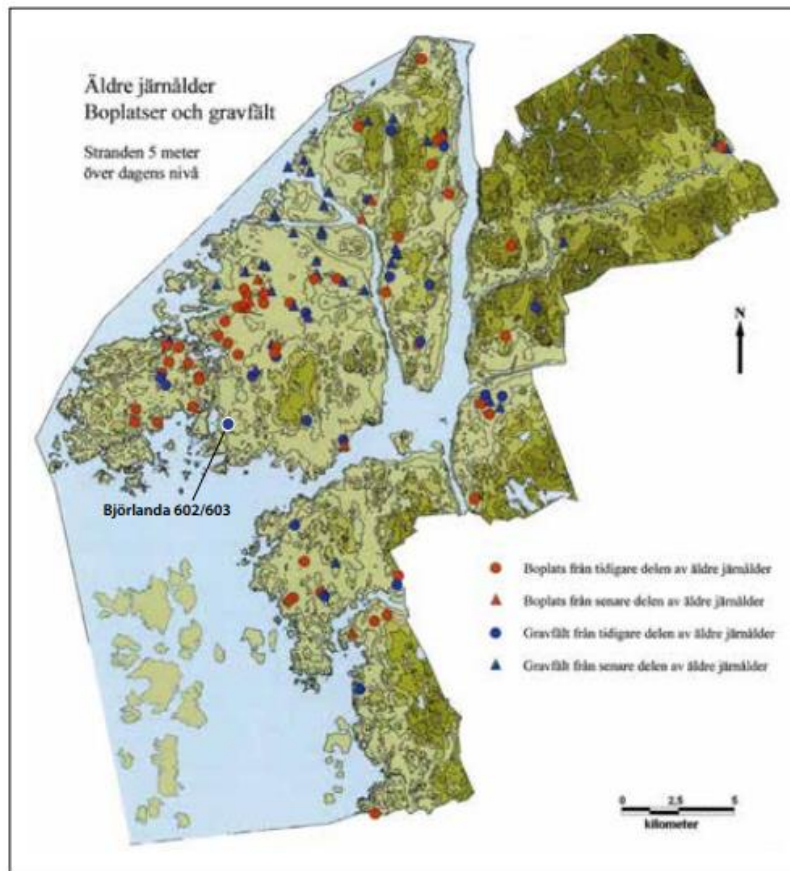 Äldre järnålder
Boplatser och gravfält
Stranden 5 meter
över dagens nivå
N
Björlanda 602/603
Boplats från tidigare delen av äldre järnålder
Boplats från senare delen av äldre järnålder
Gravfält från tidigare delen av äldre järnålder
Gravfält från senare delen av äldre järnålder
0 2,5 5
kilometer